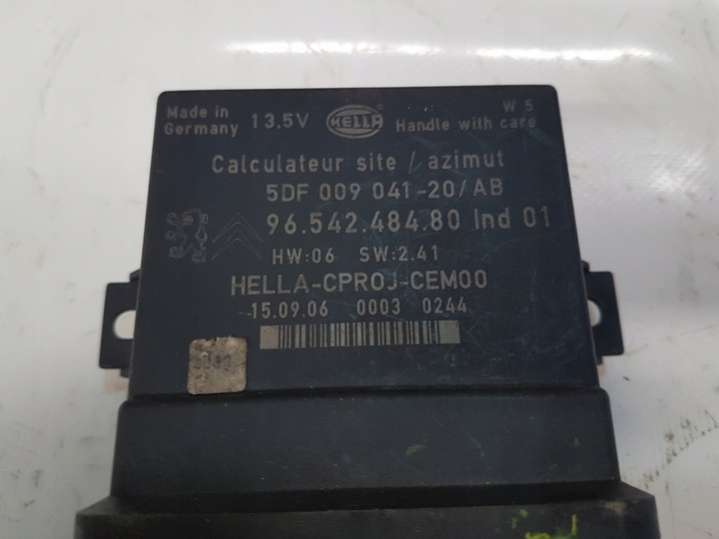 Made in Germany 13.5V HELLA W 5
Handle with care
Calculateur site / azimut
5DF 009 041-20/AB
96.542.484.80 Ind 01
HW:06 SW:2.41
HELLA-CPROJ-CEM00
15.09.06 0003 0244